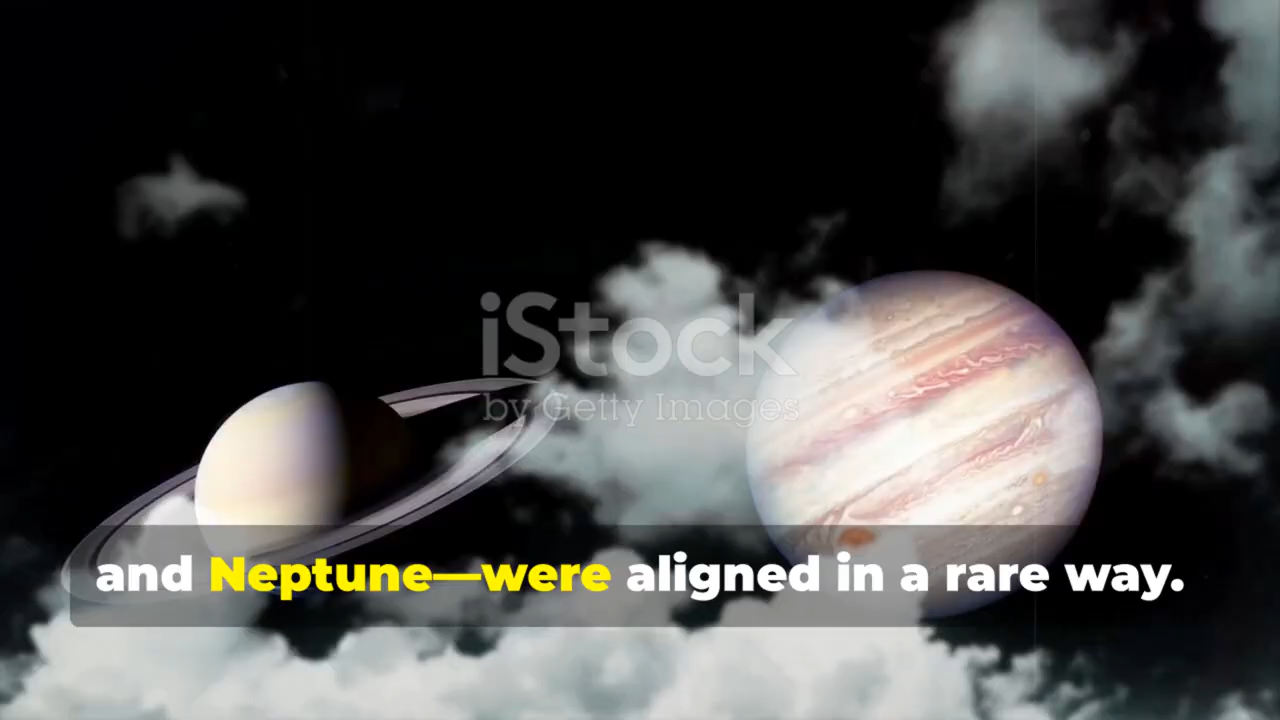 iStock
by Getty Images
and Neptune—were aligned in a rare way.